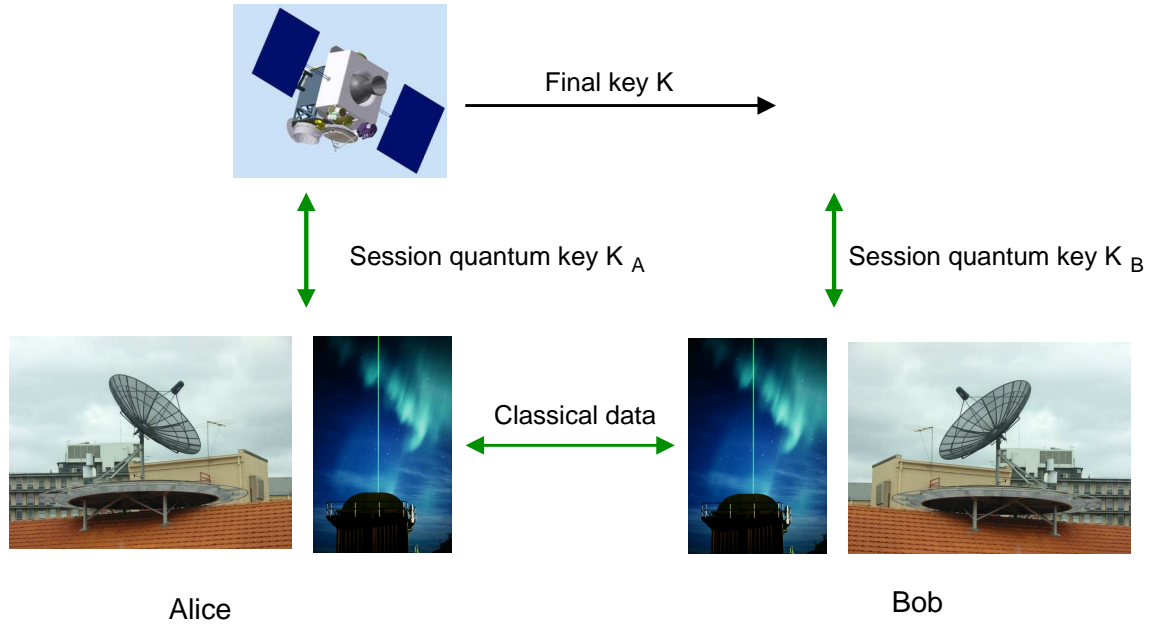 Final key K
Session quantum key K A
Session quantum key K B
Classical data
Alice
Bob